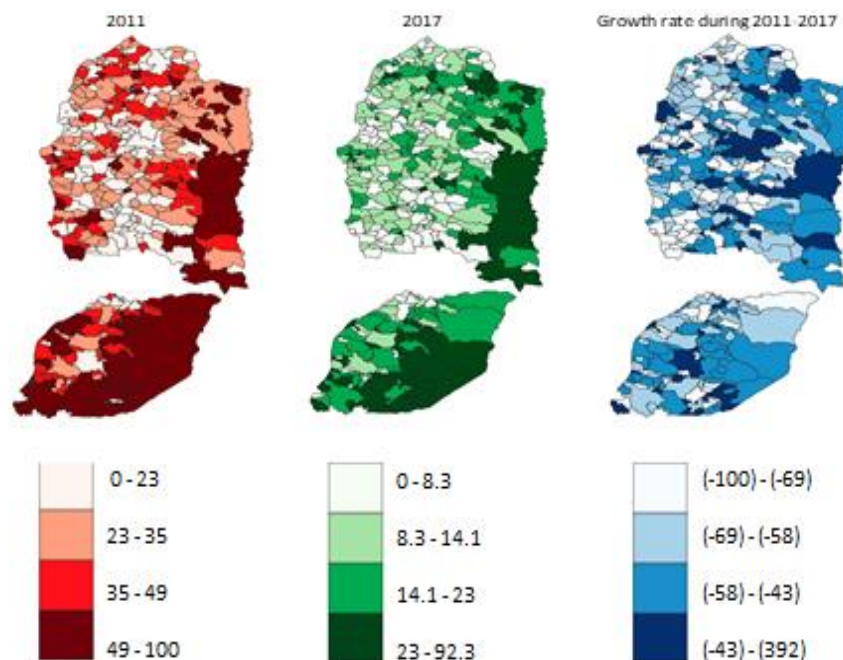 2011
2017
Growth rate during 2011-2017
0 - 23
23 - 35
35 - 49
49 - 100
0 - 8.3
8.3 - 14.1
14.1 - 23
23 - 92.3
(-100) - (-69)
(-69) - (-58)
(-58) - (-43)
(-43) - (392)